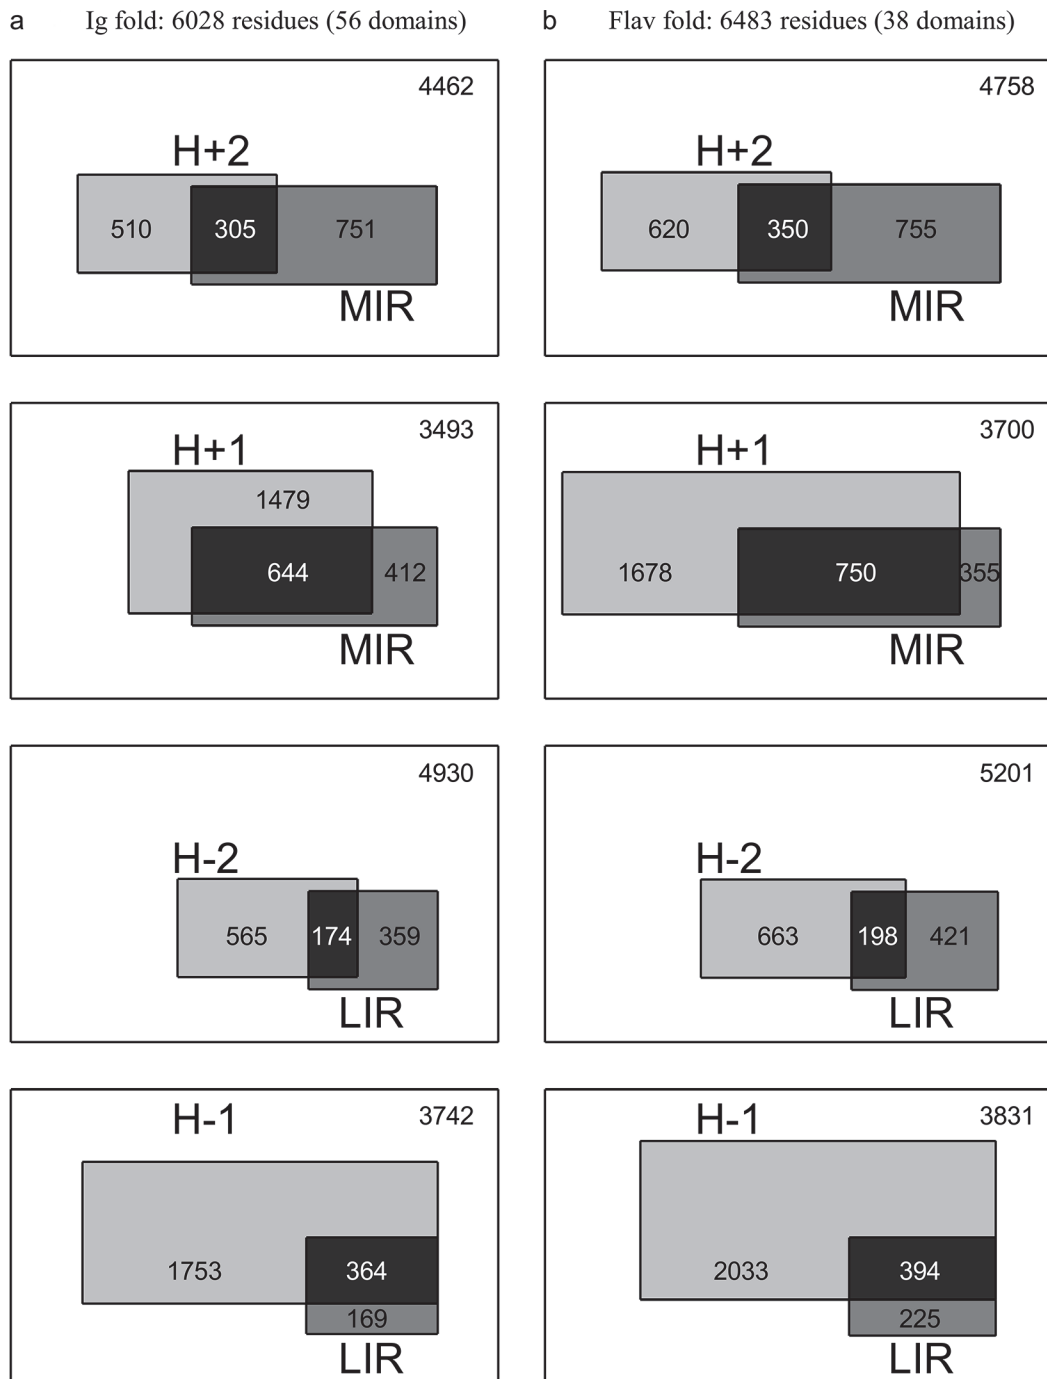 a Ig fold: 6028 residues (56 domains)
b Flav fold: 6483 residues (38 domains)
4462
H+2
510 305 751
MIR
4758
H+2
620 350 755
MIR
3493
H+1
1479
644 412
MIR
3700
H+1
1678 750 355
MIR
4930
H-2
565 174 359
LIR
5201
H-2
663 198 421
LIR
H-1 3742
1753 364
169
LIR
H-1 3831
2033 394
225
LIR